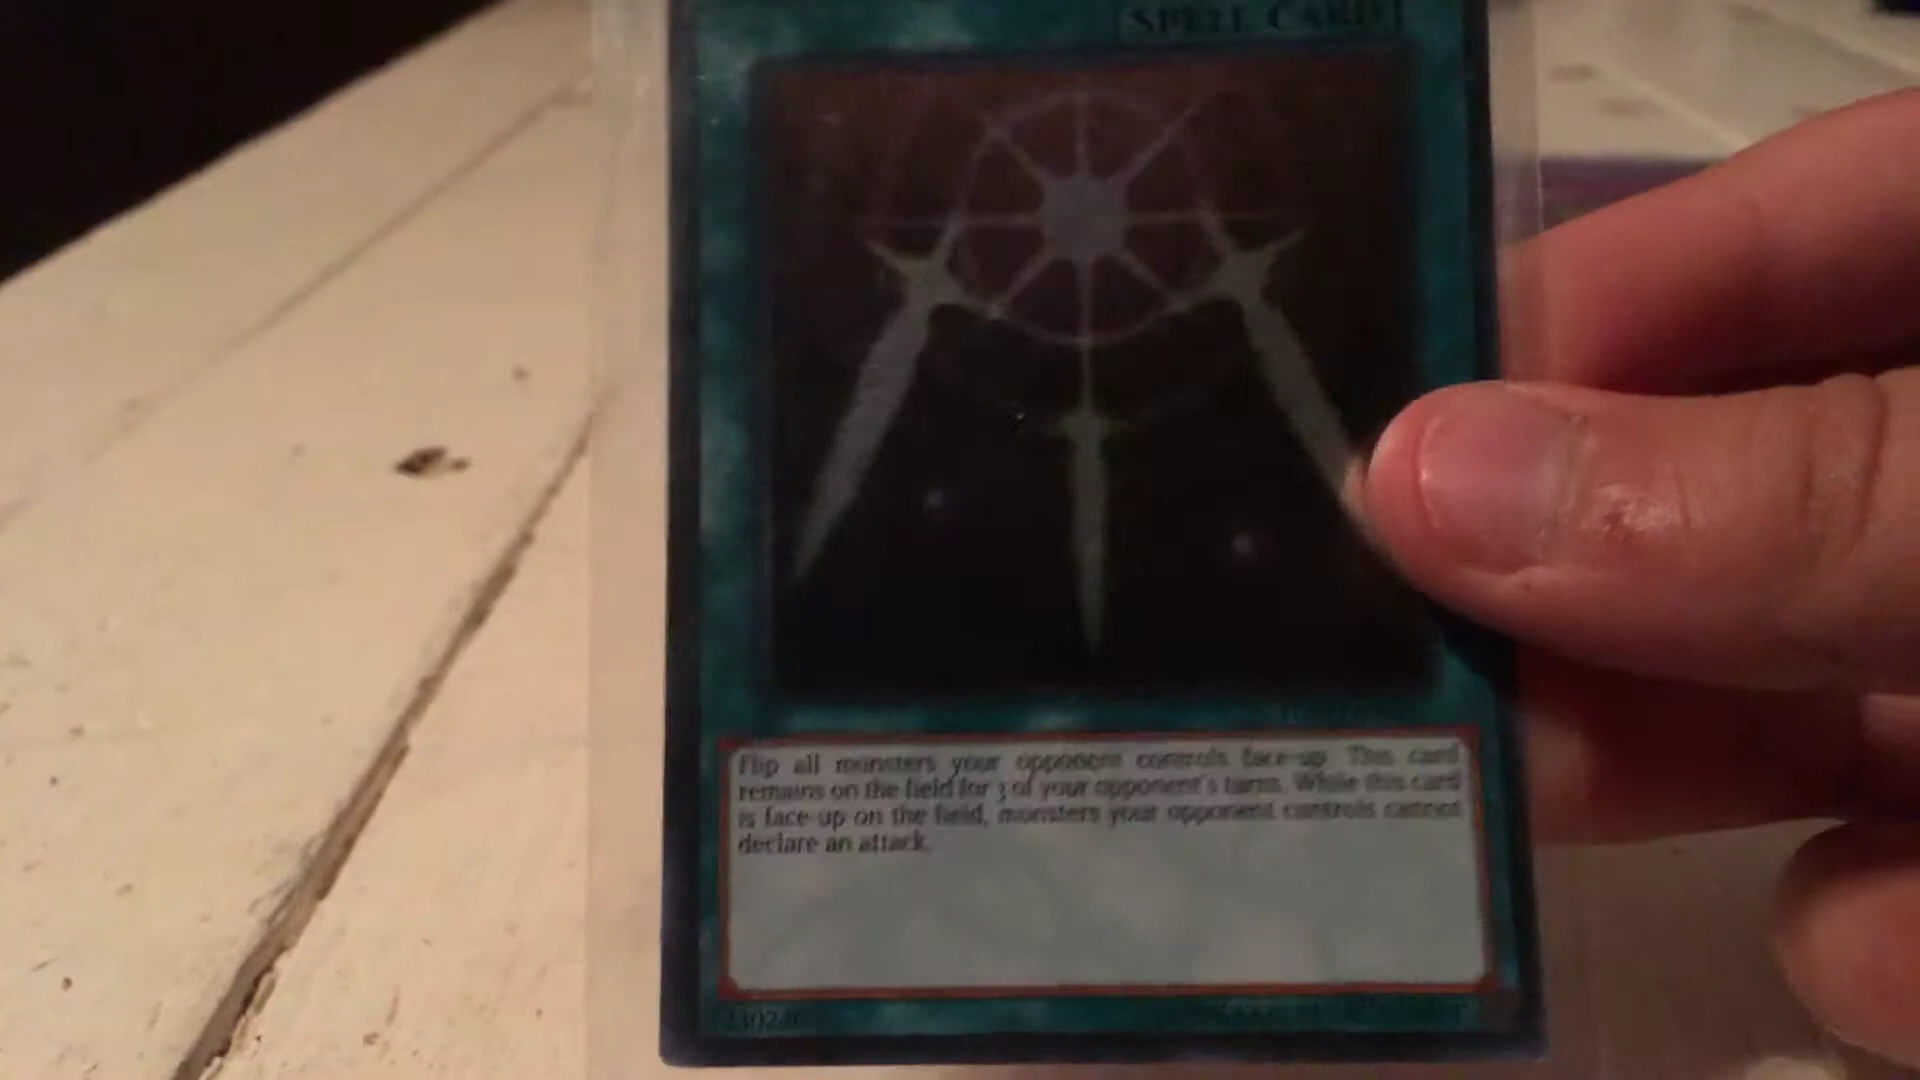 SPELL CARD]
Flip all monsters your opponent controls face-up. This card
remains on the field for 3 of your opponent's turns. While this card
is face-up on the field, monsters your opponent controls cannot
declare an attack.